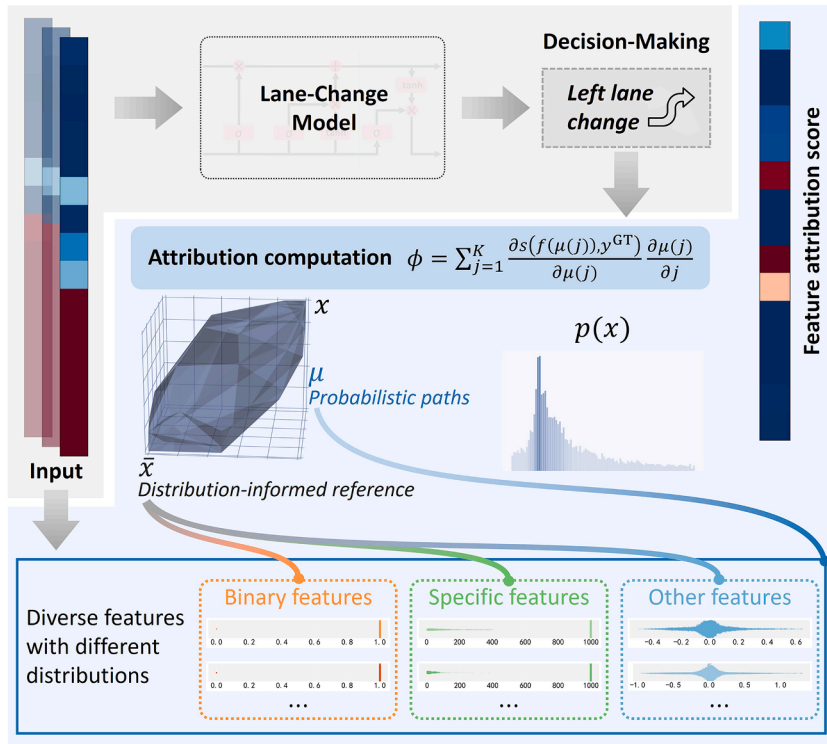 Decision-Making
Lane-Change
Model
σ
σ
tanh
σ
tanh
Left lane
change
Feature attribution score
Input
Attribution computation ϕ = ∑_{j=1}^{K} ∂s(f(μ(j)),y^{GT})/∂μ(j) ∂μ(j)/∂j
x
p(x)
μ
Probabilistic paths
x̄
Distribution-informed reference
Diverse features
with different
distributions
Binary features
0.0 0.2 0.4 0.6 0.8 1.0
0.0 0.2 0.4 0.6 0.8 1.0
...
Specific features
0 200 400 600 800 1000
0 200 400 600 800 1000
...
Other features
-0.4 -0.2 0.0 0.2 0.4 0.6
-1.0 -0.5 0.0 0.5 1.0
...